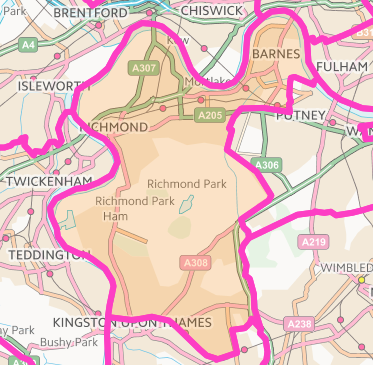 BRENTFORD
CHISWICK
Park
Kew
A4
BARNES
A307
ISLEWORTH
Mortlake
FULHAM
A205
PUTNEY
RICHMOND
A306
TWICKENHAM
Richmond Park
Richmond Park
Ham
A219
TEDDINGTON
A308
WIMBLED
KINGSTON UPON THAMES
A238
Park
Bushy Park